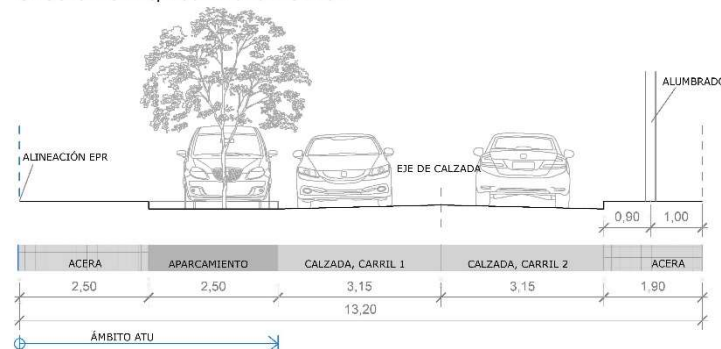 ALUMBRADO
ALINEACIÓN EPR
EJE DE CALZADA
0,90 1,00
ACERA APARCAMIENTO CALZADA, CARRIL 1 CALZADA, CARRIL 2 ACERA
2,50 2,50 3,15 3,15 1,90
13,20
ÁMBITO ATU